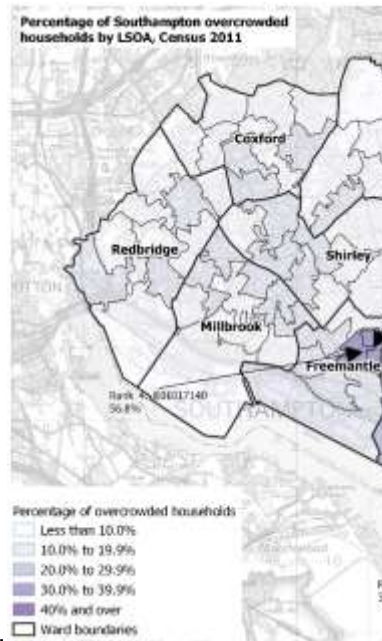 Percentage of Southampton overcrowded
households by LSOA, Census 2011
Coxford
Redbridge
Shirley
Millbrook
Freemantle
Rank 4: E01017140
56.8%
SOUTHAMPTON
Percentage of overcrowded households
Less than 10.0%
10.0% to 19.9%
20.0% to 29.9%
30.0% to 39.9%
40% and over
Ward boundaries